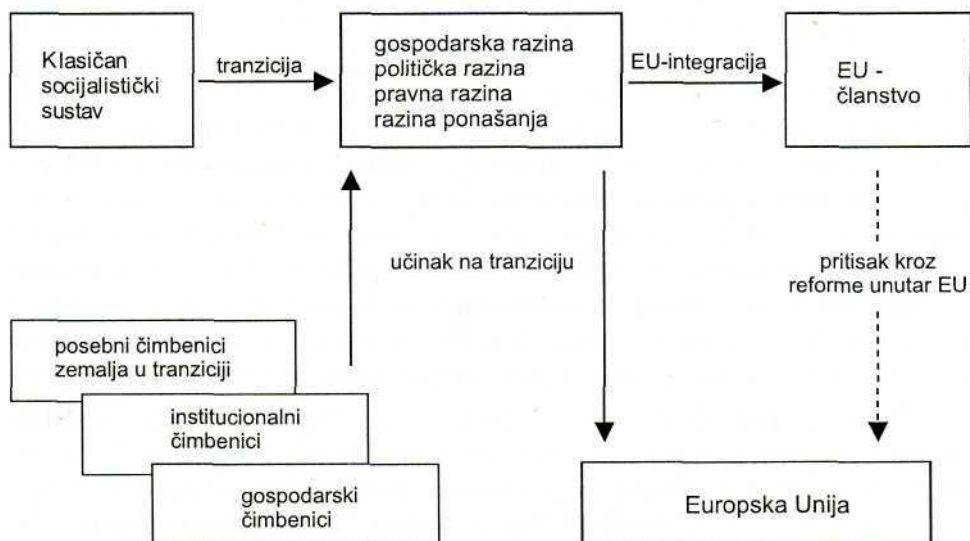 Klasičan
socijalistički
sustav
tranzicija
gospodarska razina
politička razina
pravna razina
razina ponašanja
EU-integracija
EU -
članstvo
učinak na tranziciju
pritisak kroz
reforme unutar EU
posebni čimbenici
zemalja u tranziciji
institucionalni
čimbenici
gospodarski
čimbenici
Europska Unija